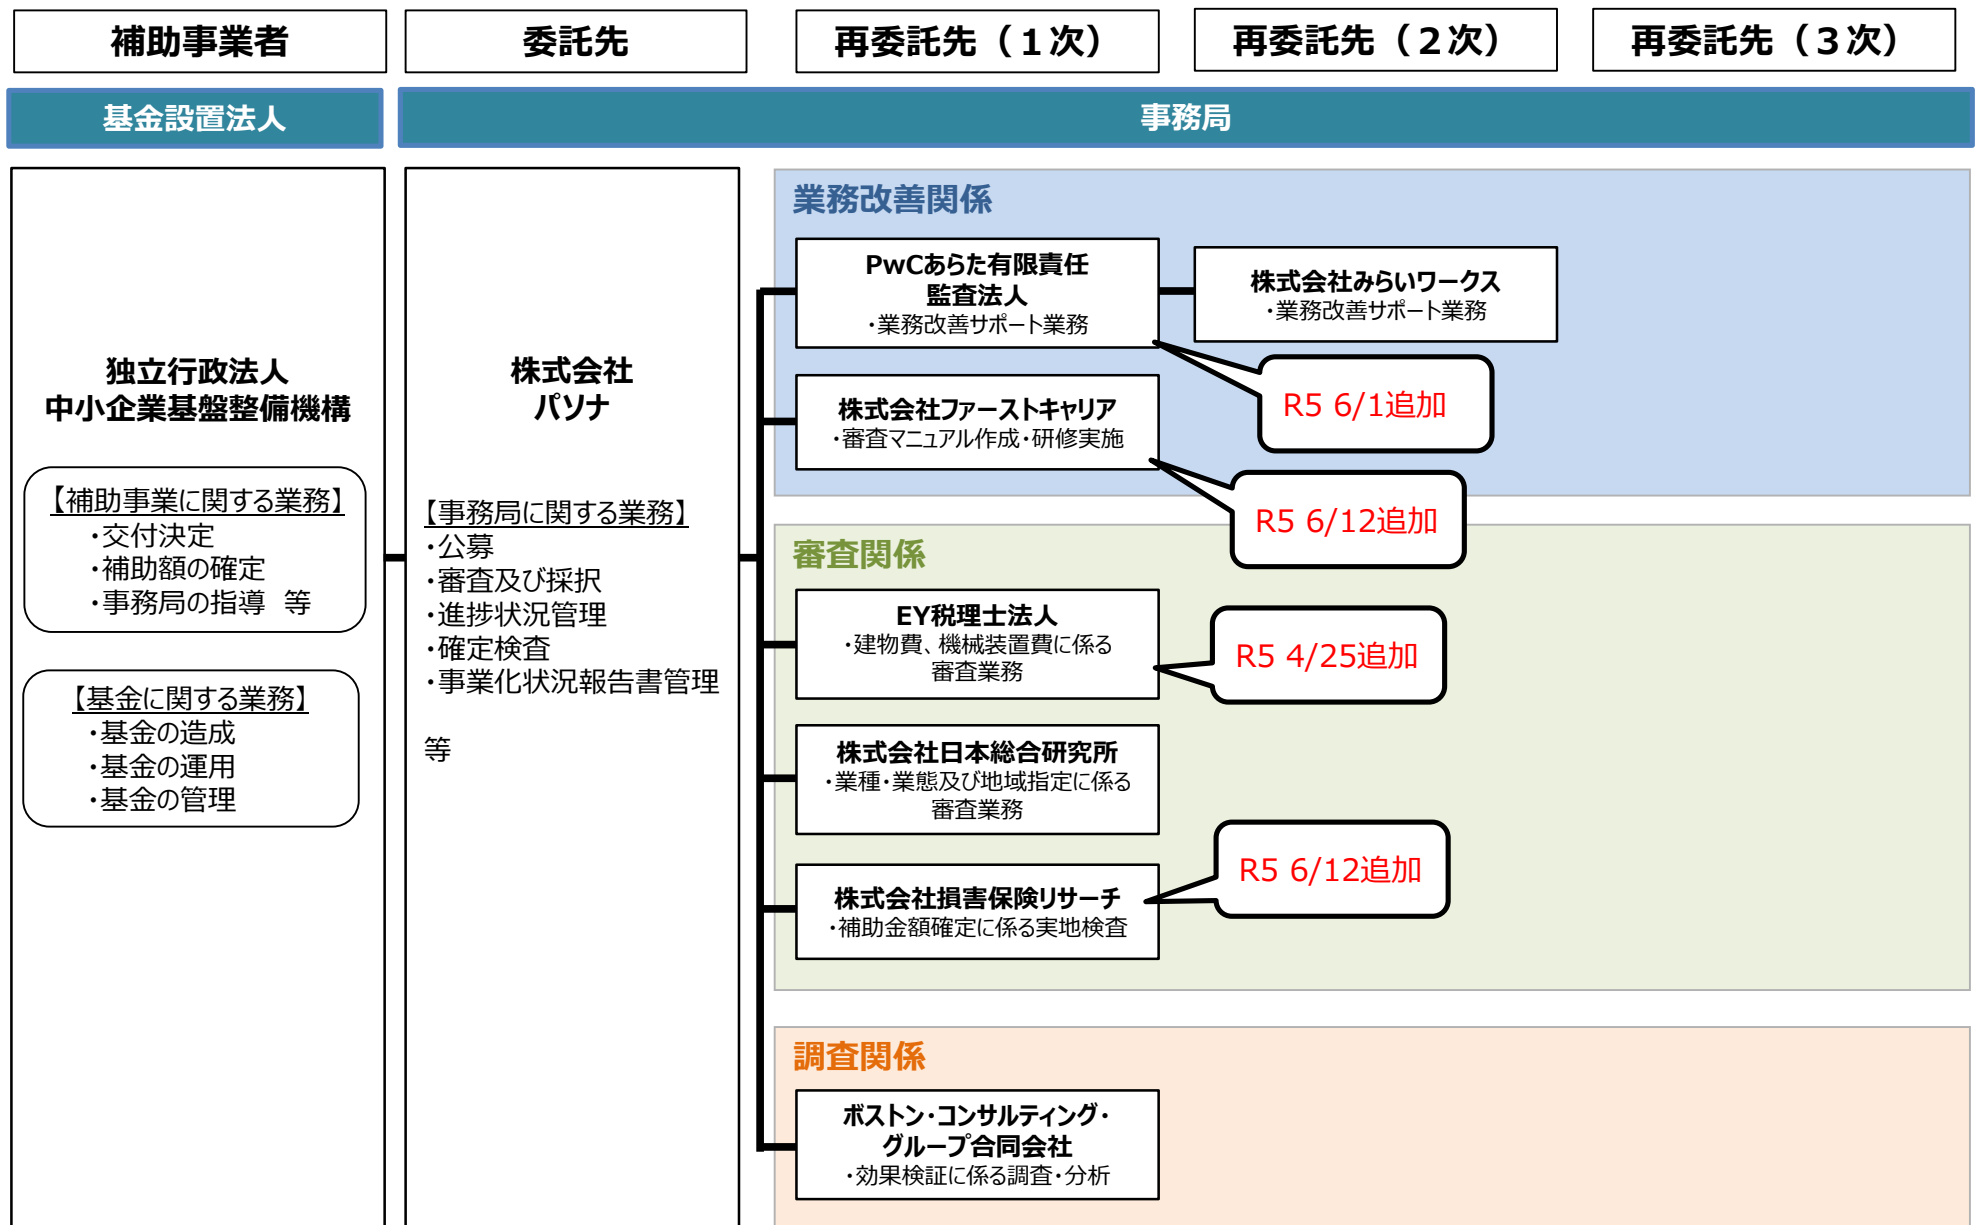 補助事業者
委託先
再委託先（１次）
再委託先（２次）
再委託先（３次）
基金設置法人
事務局
独立行政法人
中小企業基盤整備機構
【補助事業に関する業務】
・交付決定
・補助額の確定
・事務局の指導　等
【基金に関する業務】
・基金の造成
・基金の運用
・基金の管理
株式会社
パソナ
【事務局に関する業務】
・公募
・審査及び採択
・進捗状況管理
・確定検査
・事業化状況報告書管理
等
業務改善関係
PwCあらた有限責任
監査法人
・業務改善サポート業務
株式会社みらいワークス
・業務改善サポート業務
R5 6/1追加
株式会社ファーストキャリア
・審査マニュアル作成・研修実施
R5 6/12追加
審査関係
EY税理士法人
・建物費、機械装置費に係る
審査業務
R5 4/25追加
株式会社日本総合研究所
・業種・業態及び地域指定に係る
審査業務
株式会社損害保険リサーチ
・補助金額確定に係る実地検査
R5 6/12追加
調査関係
ボストン・コンサルティング・
グループ合同会社
・効果検証に係る調査・分析